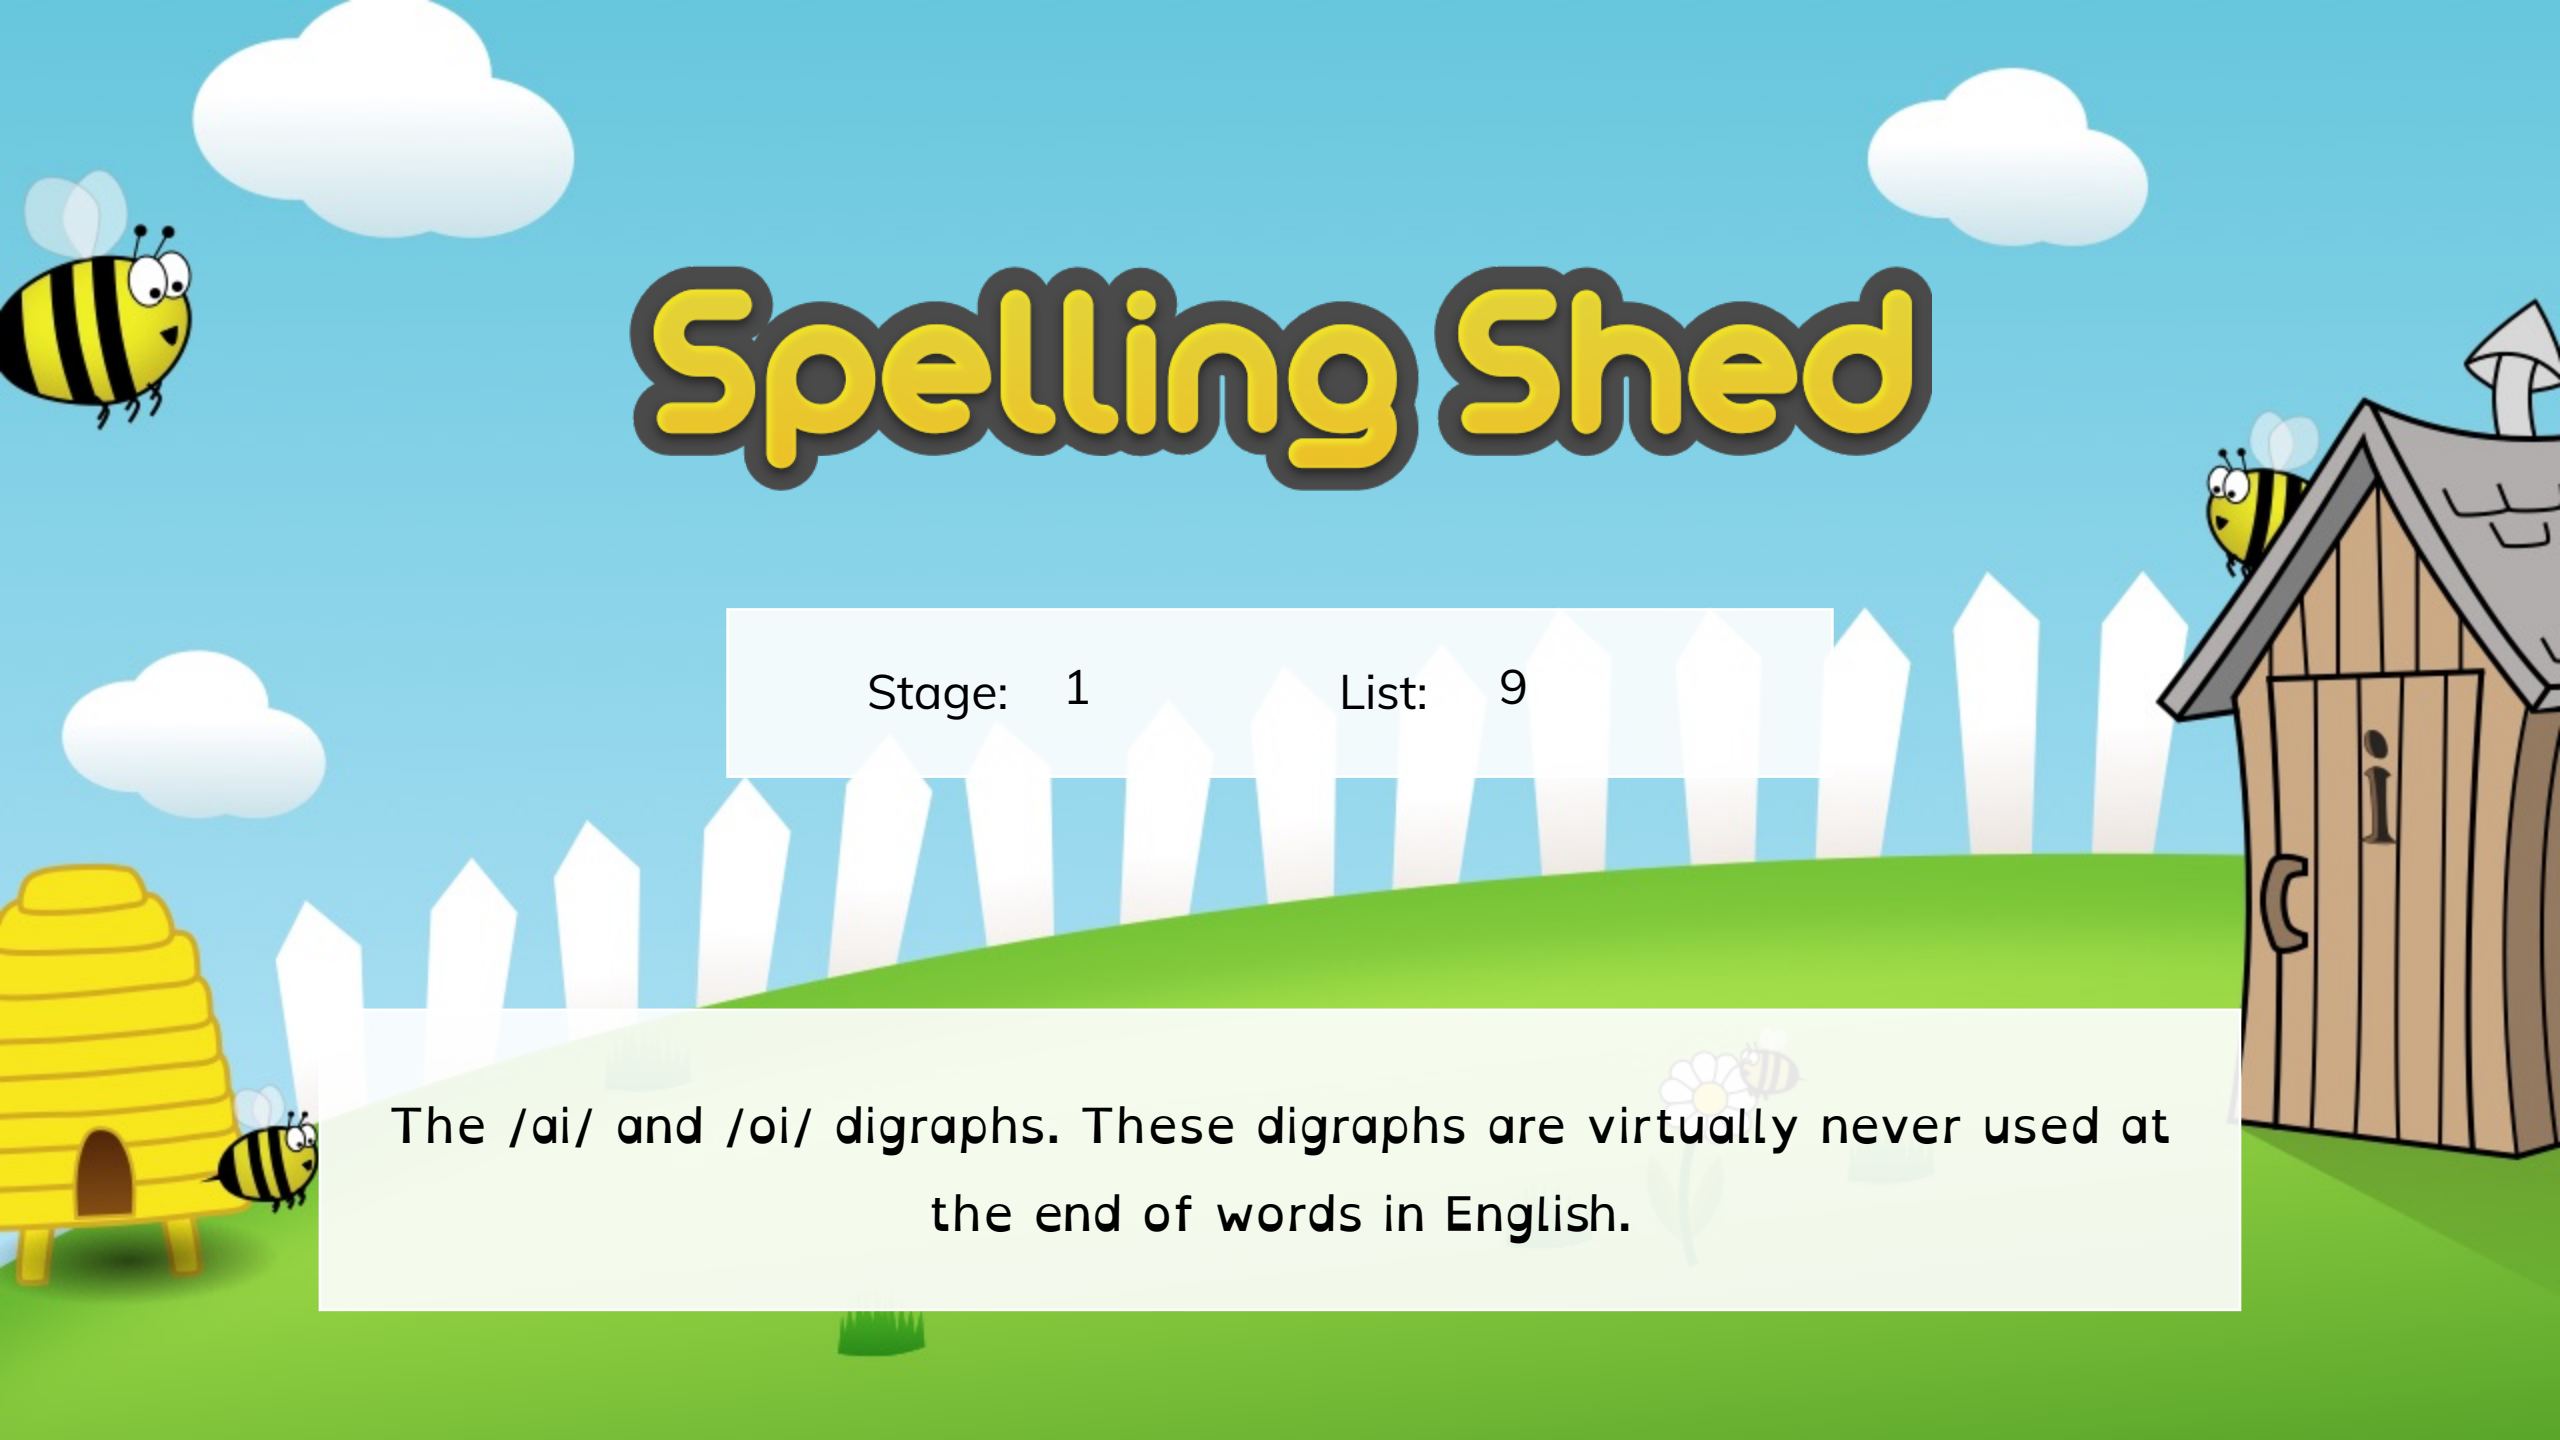 Spelling Shed
Stage: 1 List: 9
The /ai/ and /oi/ digraphs. These digraphs are virtually never used at
the end of words in English.
i